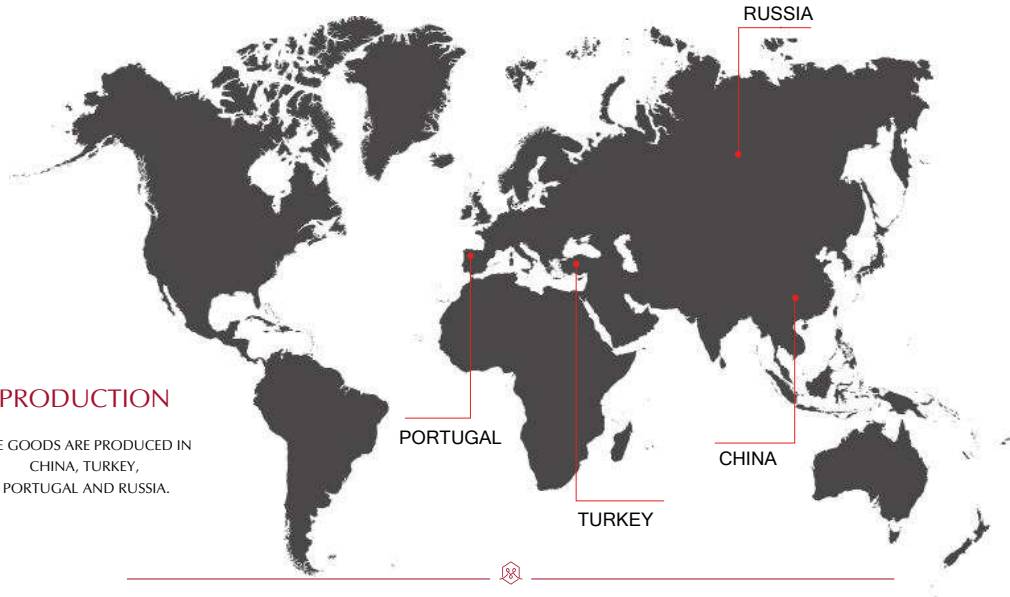 RUSSIA
PRODUCTION
E GOODS ARE PRODUCED IN
CHINA, TURKEY,
PORTUGAL AND RUSSIA.
PORTUGAL
CHINA
TURKEY